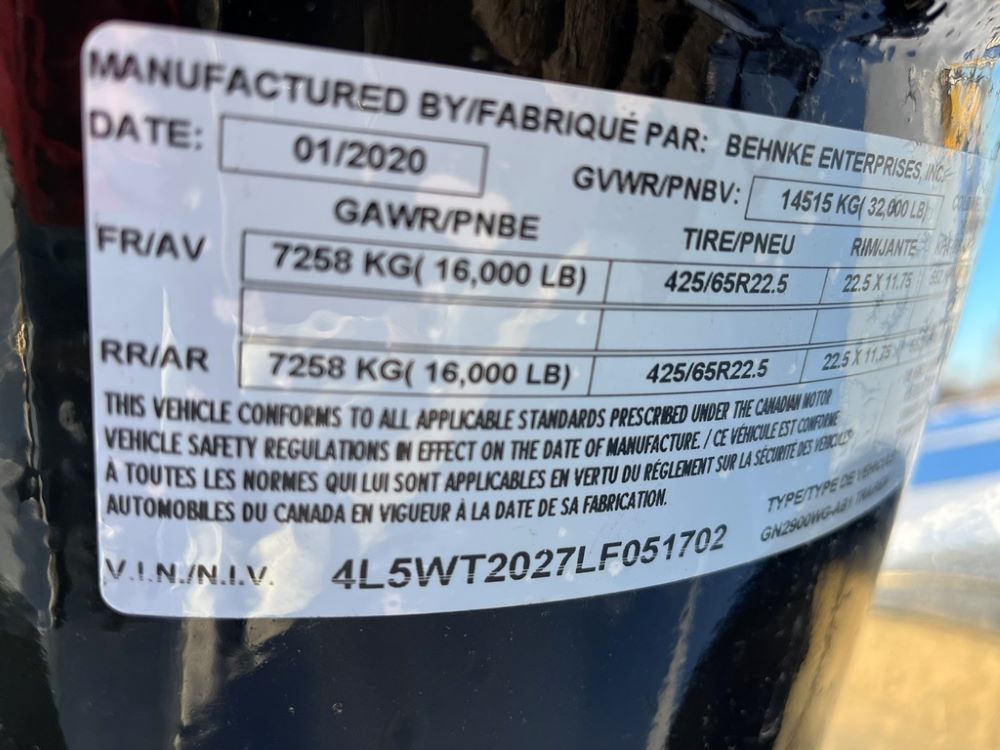 MANUFACTURED BY/FABRIQUÉ PAR: BEHNKE ENTERPRISES, INC.
DATE: 01/2020 GVWR/PNBV: 14515 KG( 32,000 LB)
GAWR/PNBE TIRE/PNEU RIM/JANTE
FR/AV 7258 KG( 16,000 LB) 425/65R22.5 22.5 X 11.75
RR/AR 7258 KG( 16,000 LB) 425/65R22.5 22.5 X 11.75
THIS VEHICLE CONFORMS TO ALL APPLICABLE STANDARDS PRESCRIBED UNDER THE CANADIAN MOTOR
VEHICLE SAFETY REGULATIONS IN EFFECT ON THE DATE OF MANUFACTURE. / CE VÉHICULE EST CONFORME
À TOUTES LES NORMES QUI LUI SONT APPLICABLES EN VERTU DU RÉGLEMENT SUR LA SÉCURITÉ DES VÉHICULES
AUTOMOBILES DU CANADA EN VIGUEUR À LA DATE DE SA FABRICATION.
TYPE/TYPE DE VEHICULE
GN2900WG-AB1 TRAILER
V.I.N./N.I.V. 4L5WT2027LF051702